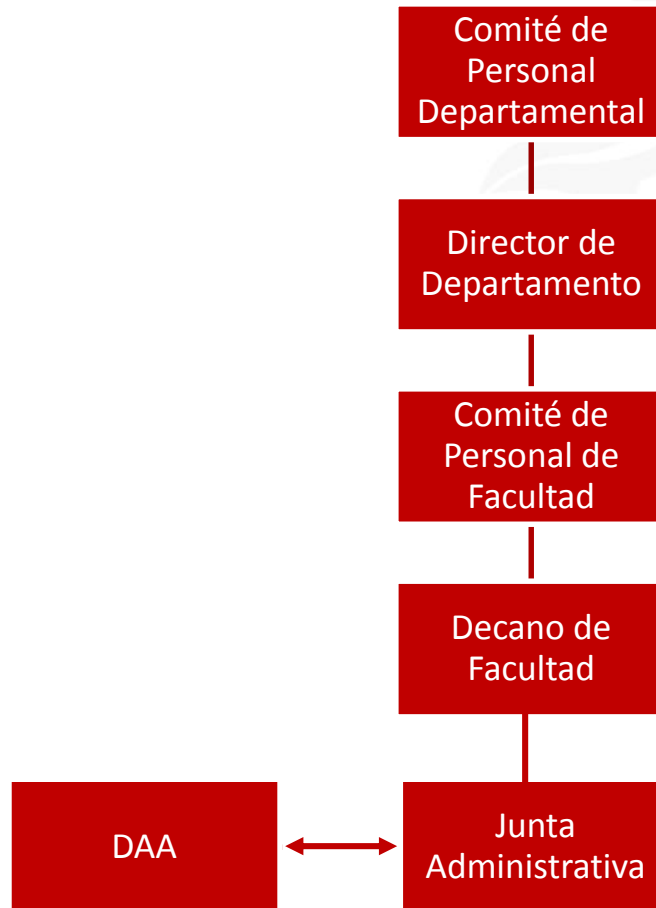 Comité de
Personal
Departamental
Director de
Departamento
Comité de
Personal de
Facultad
Decano de
Facultad
DAA
Junta
Administrativa